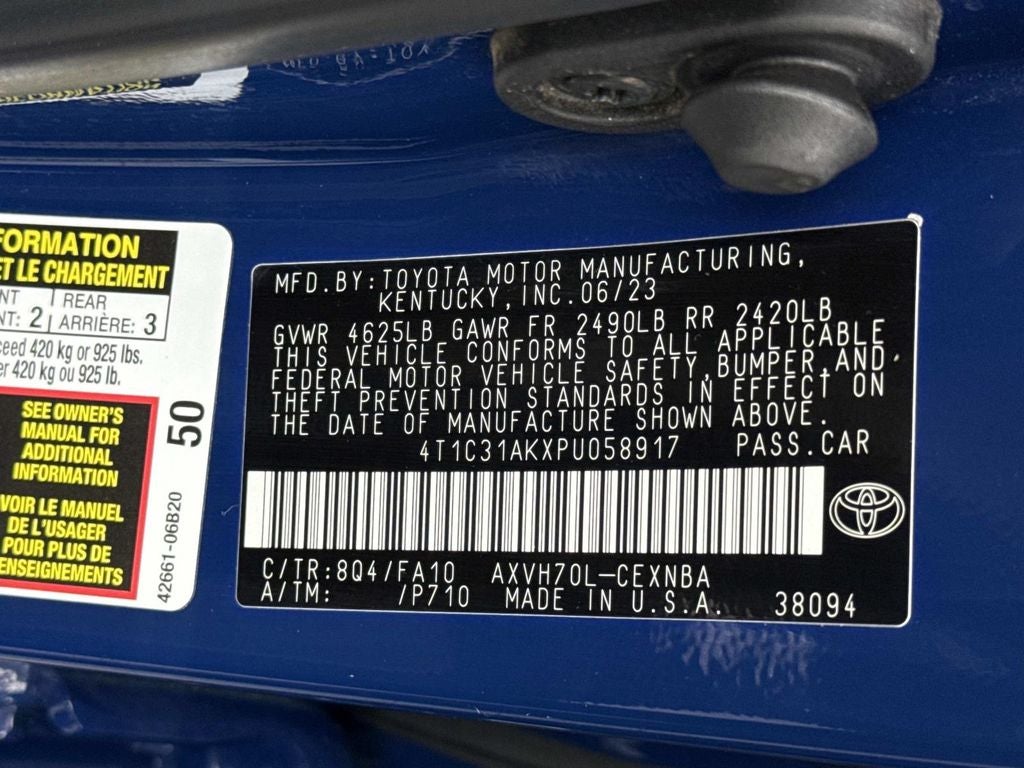 FORMATION
ET LE CHARGEMENT
NT | REAR
NT: 2 | ARRIÈRE: 3
ceed 420 kg or 925 lbs.
er 420 kg ou 925 lb.
SEE OWNER'S
MANUAL FOR
ADDITIONAL
INFORMATION
VOIR LE MANUEL
DE L'USAGER
POUR PLUS DE
ENSEIGNEMENTS
50
42661-06B20
MFD.BY:TOYOTA MOTOR MANUFACTURING,
KENTUCKY,INC.06/23
GVWR 4625LB GAWR FR 2490LB RR 2420LB
THIS VEHICLE CONFORMS TO ALL APPLICABLE
FEDERAL MOTOR VEHICLE SAFETY,BUMPER,AND
THEFT PREVENTION STANDARDS IN EFFECT ON
THE DATE OF MANUFACTURE SHOWN ABOVE.
4T1C31AKXPU058917 PASS.CAR
C/TR:8Q4/FA10 AXVH70L-CEXNBA
A/TM: /P710 MADE IN U.S.A. 38094